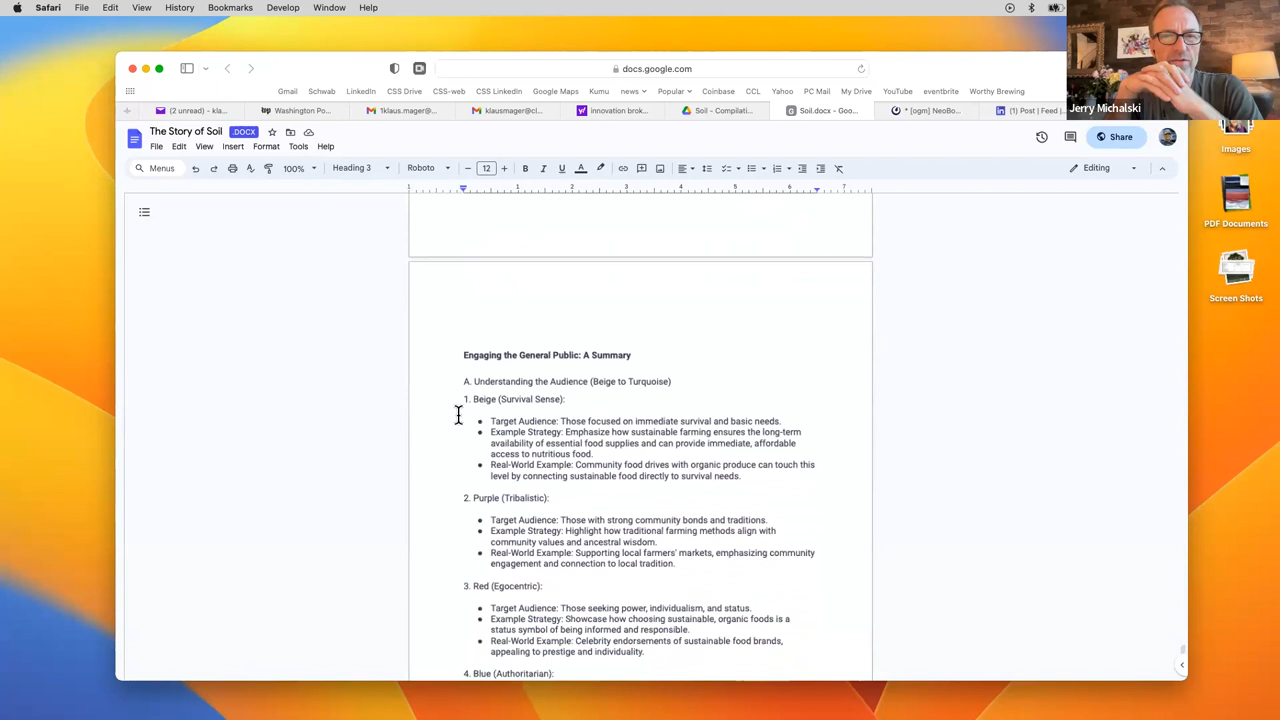 Safari File Edit View History Bookmarks Develop Window Help
docs.google.com
Gmail Schwab LinkedIn CSS Drive CSS-web CSS LinkedIn Google Maps Kumu news Popular Coinbase CCL Yahoo PC Mail My Drive YouTube eventbrite Worthy Brewing
(2 unread) - kla... Washington Po... 1klaus.mager@... klausmager@cl... innovation brok... Soil - Compilati... Soil.docx - Goo... * [ogm] NeoBo... (1) Post | Feed |
Jerry Michalski
The Story of Soil .DOCX
File Edit View Insert Format Tools Help
Share
Menus 100% Heading 3 Roboto 12 B I U A Editing
1 1 2 3 4 5 6 7
Images
PDF Documents
Screen Shots
Engaging the General Public: A Summary
A. Understanding the Audience (Beige to Turquoise)
1. Beige (Survival Sense):
● Target Audience: Those focused on immediate survival and basic needs.
● Example Strategy: Emphasize how sustainable farming ensures the long-term
availability of essential food supplies and can provide immediate, affordable
access to nutritious food.
● Real-World Example: Community food drives with organic produce can touch this
level by connecting sustainable food directly to survival needs.
2. Purple (Tribalistic):
● Target Audience: Those with strong community bonds and traditions.
● Example Strategy: Highlight how traditional farming methods align with
community values and ancestral wisdom.
● Real-World Example: Supporting local farmers' markets, emphasizing community
engagement and connection to local tradition.
3. Red (Egocentric):
● Target Audience: Those seeking power, individualism, and status.
● Example Strategy: Showcase how choosing sustainable, organic foods is a
status symbol of being informed and responsible.
● Real-World Example: Celebrity endorsements of sustainable food brands,
appealing to prestige and individuality.
4. Blue (Authoritarian):